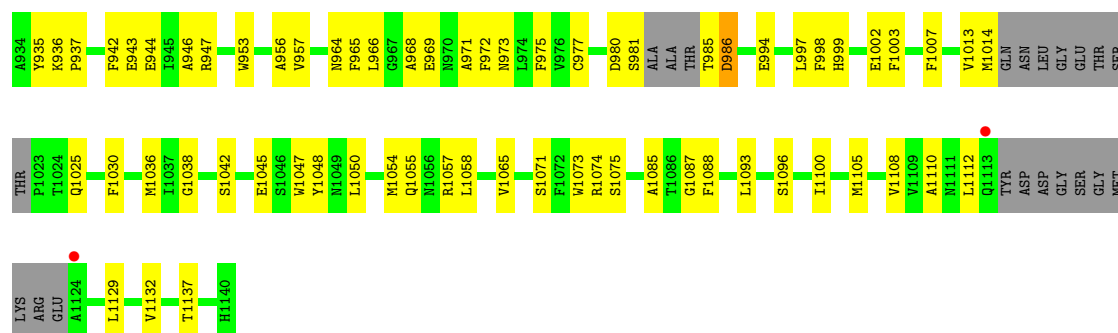 A934 Y935 K936 P937 F942 E943 E944 I945 A946 R947 W953 A956 V957 N964 F965 L966 G967 A968 E969 N970 A971 F972 N973 L974 F975 V976 C977 D980 S981 ALA ALA THR T985 D986 E994 L997 F998 H999 E1002 F1003 F1007 V1013 M1014 GLN ASN LEU GLY GLU THR SER
THR P1023 T1024 Q1025 F1030 M1036 I1037 G1038 S1042 E1045 S1046 W1047 Y1048 N1049 L1050 M1054 Q1055 N1056 R1057 L1058 V1065 S1071 F1072 W1073 R1074 S1075 A1085 T1086 G1087 F1088 L1093 S1096 I1100 M1105 V1108 V1109 A1110 N1111 L1112 Q1113 TYR ASP ASP GLY SER GLY MET
LYS ARG GLU A1124 L1129 V1132 T1137 H1140